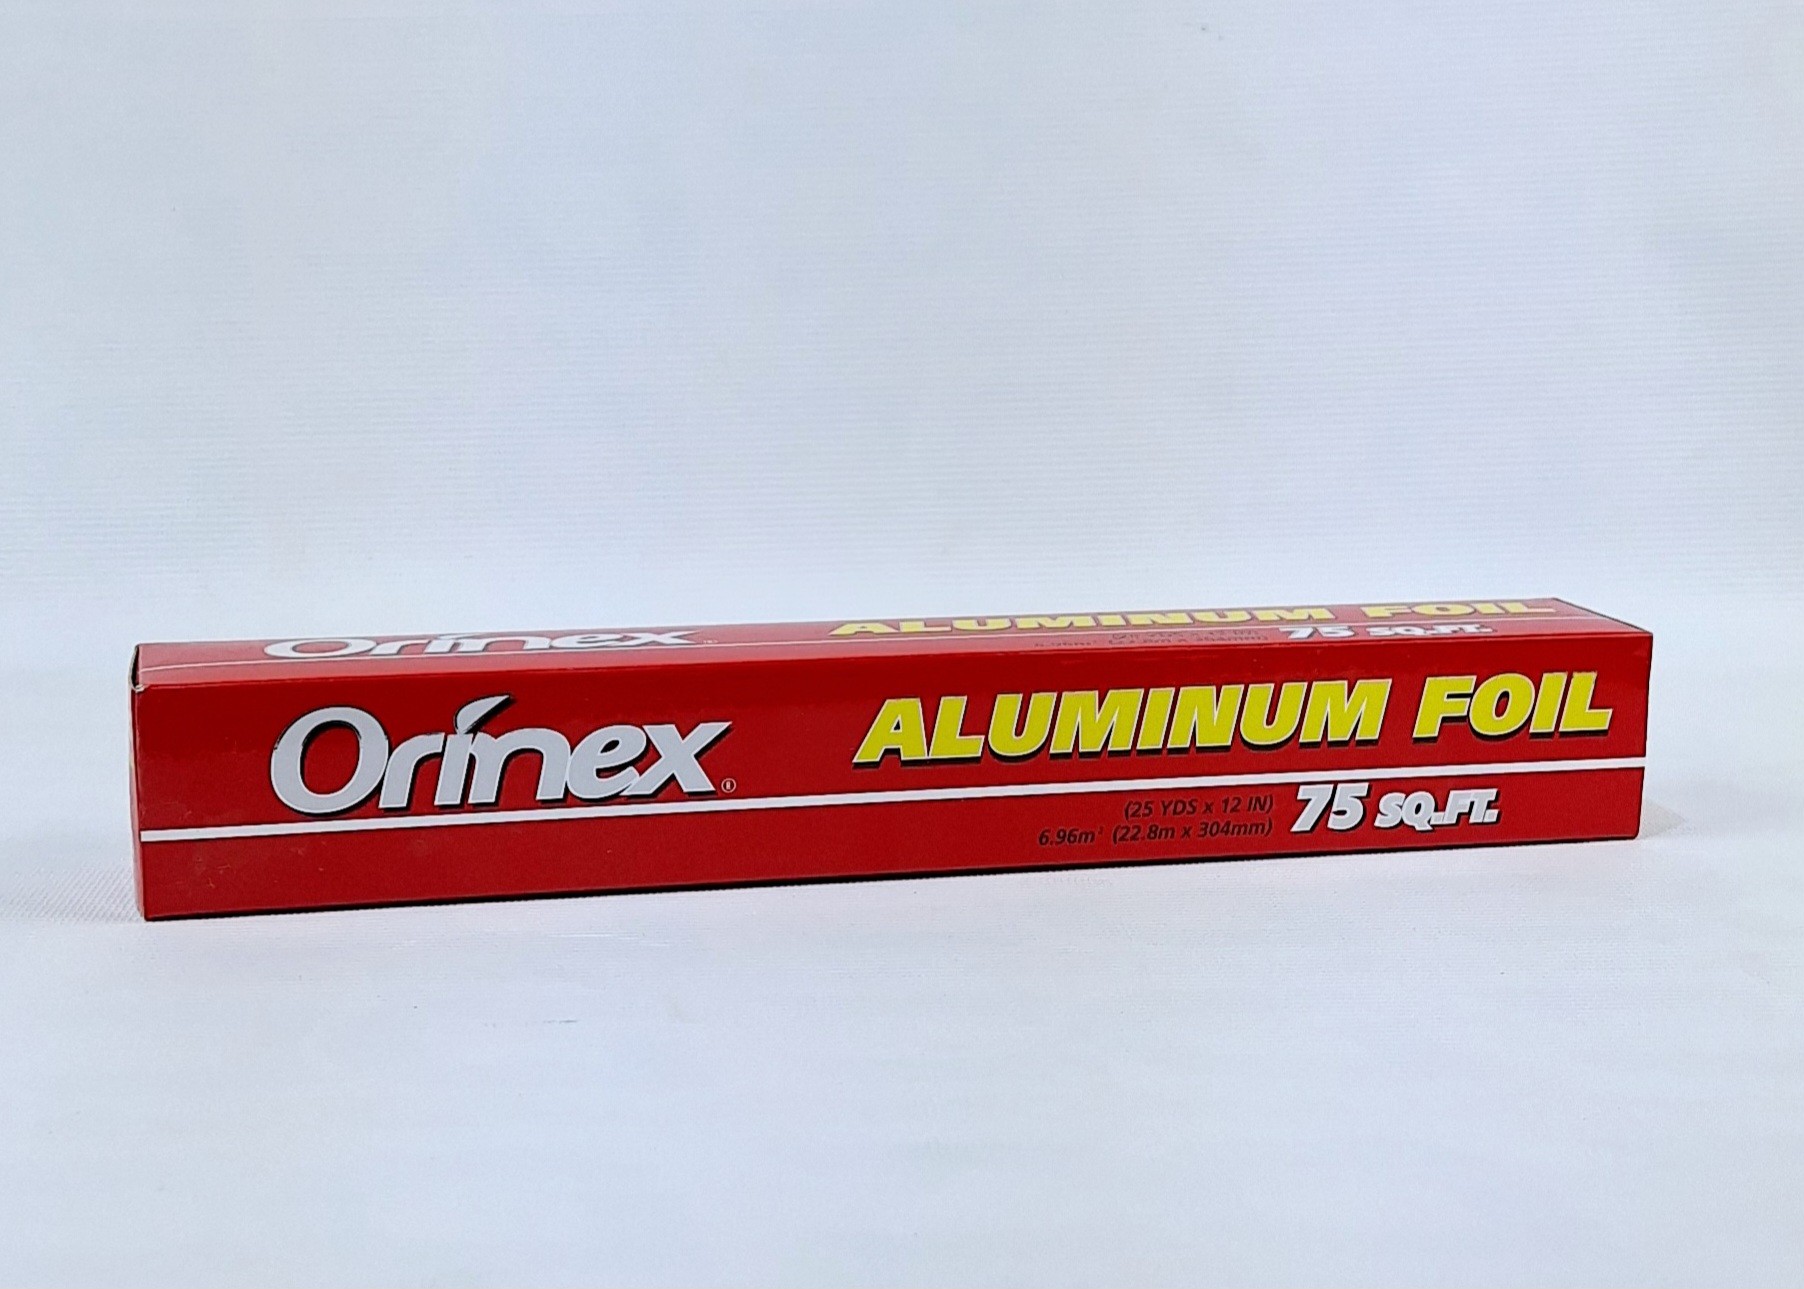 Orinex
ALUMINUM FOIL
75 SQ.FT.
Orinex®
ALUMINUM FOIL
(25 YDS x 12 IN)
6.96m² (22.8m x 304mm)
75 SQ.FT.